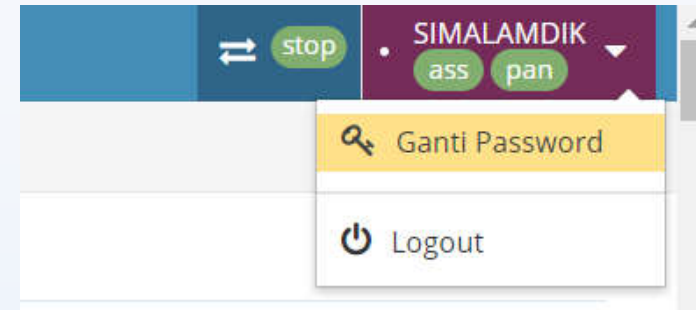 stop
SIMALAMDIK
ass pan
Ganti Password
Logout